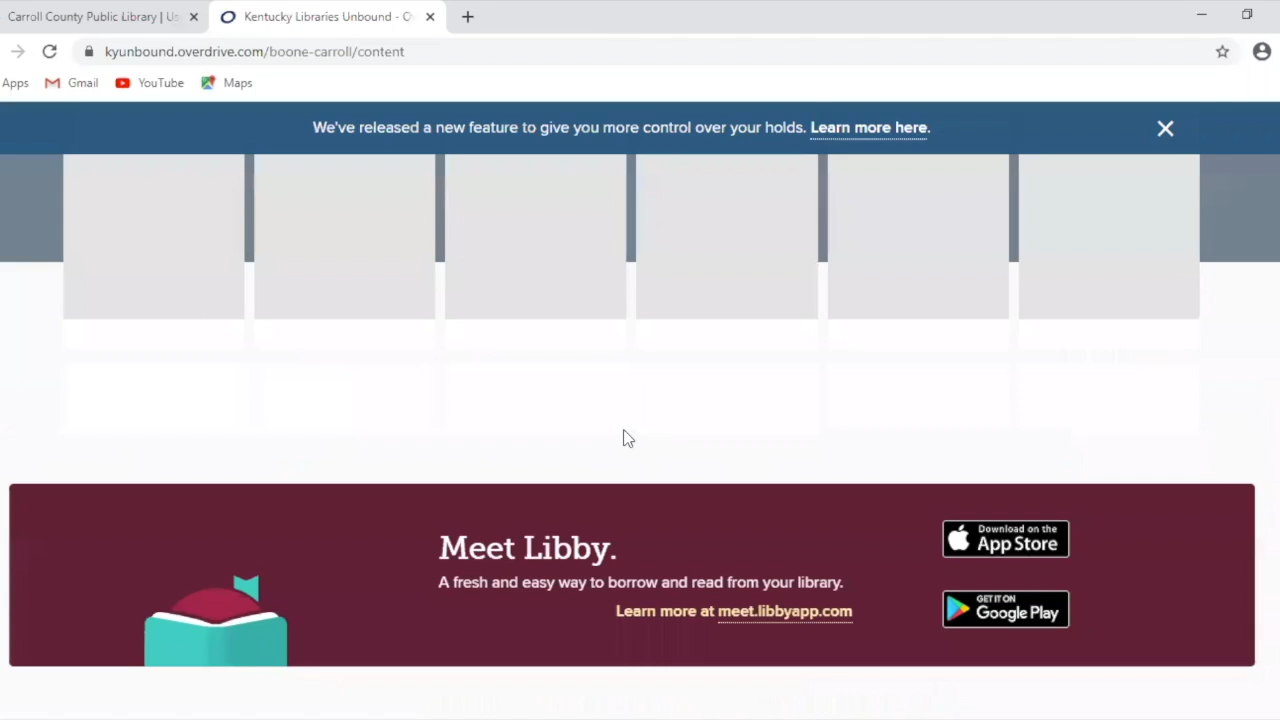 Carroll County Public Library | Us
Kentucky Libraries Unbound - O
kyunbound.overdrive.com/boone-carroll/content
Apps Gmail YouTube Maps
We've released a new feature to give you more control over your holds. Learn more here.
Meet Libby.
A fresh and easy way to borrow and read from your library.
Learn more at meet.libbyapp.com
Download on the
App Store
GET IT ON
Google Play